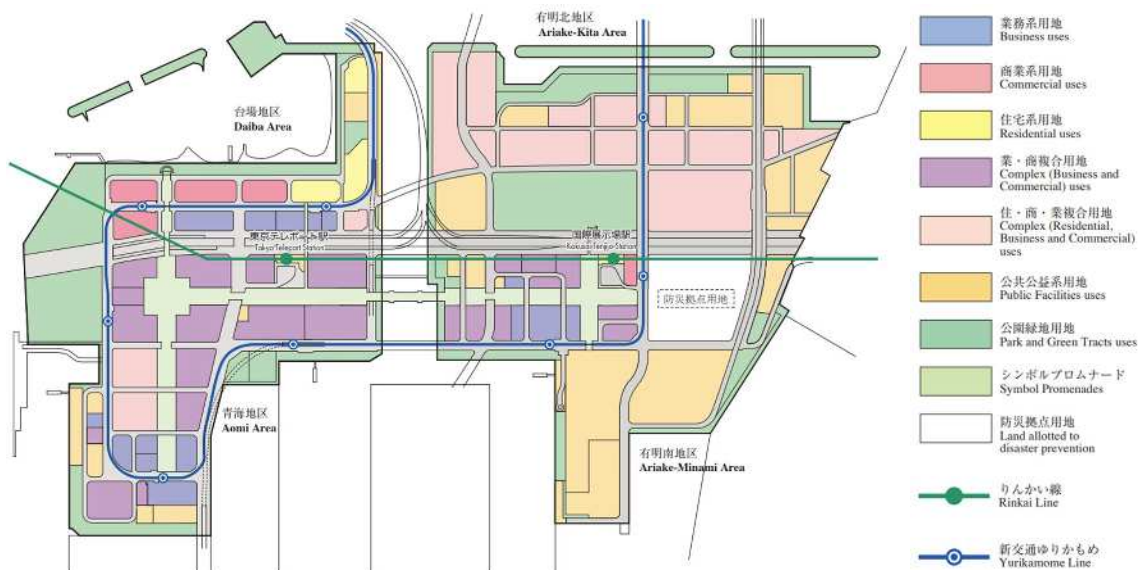 有明北地区
Ariake-Kita Area
台場地区
Daiba Area
東京テレポート駅
Tokyo Teleport Station
国際展示場駅
Kokusai-Tenjijo Station
防災拠点用地
青海地区
Aomi Area
有明南地区
Ariake-Minami Area
業務系用地
Business uses
商業系用地
Commercial uses
住宅系用地
Residential uses
業・商複合用地
Complex (Business and
Commercial) uses
住・商・業複合用地
Complex (Residential,
Business and Commercial)
uses
公共公益系用地
Public Facilities uses
公園緑地用地
Park and Green Tracts uses
シンボルプロムナード
Symbol Promenades
防災拠点用地
Land allotted to
disaster prevention
りんかい線
Rinkai Line
新交通ゆりかもめ
Yurikamome Line